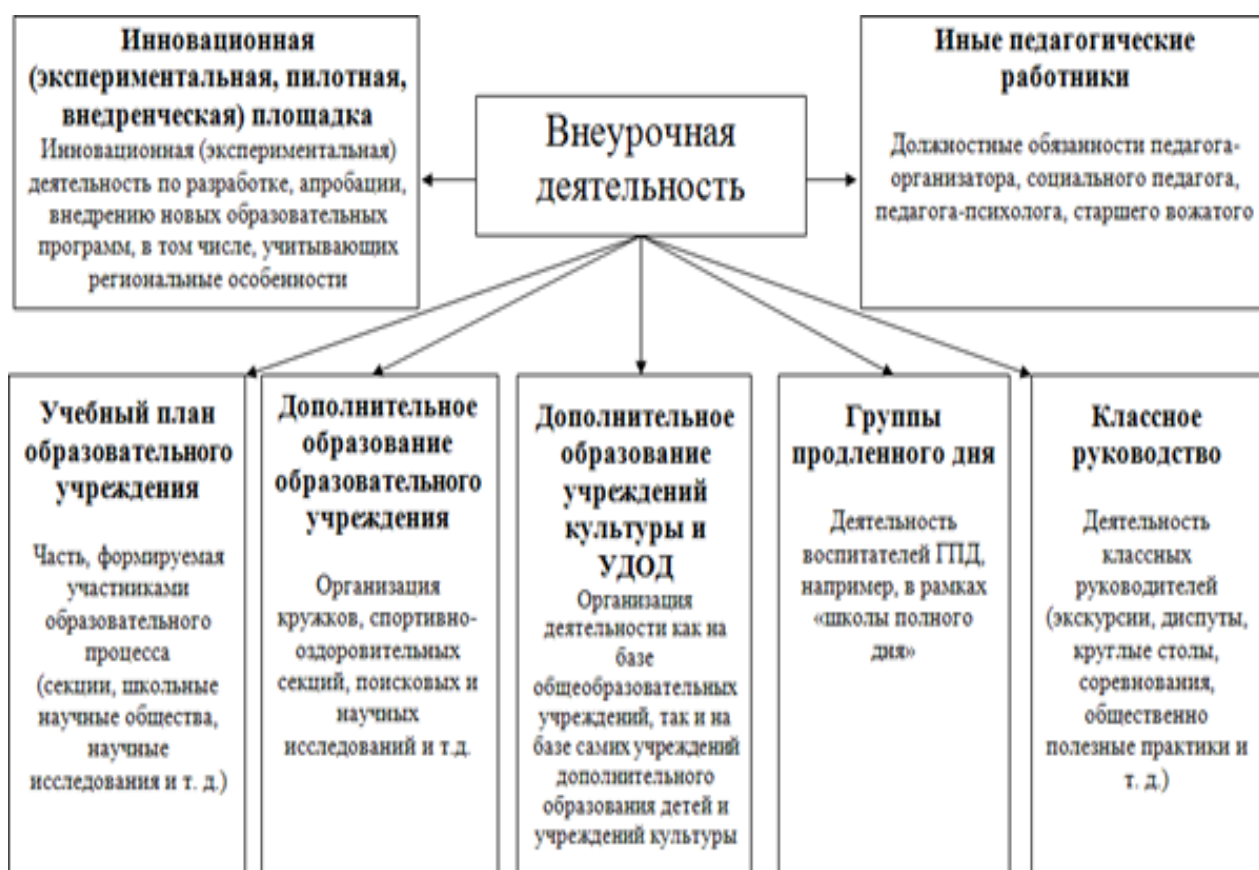 Инновационная
(экспериментальная, пилотная,
внедренческая) площадка
Инновационная (экспериментальная)
деятельность по разработке, апробации,
внедрению новых образовательных
программ, в том числе, учитывающих
региональные особенности
Внеурочная
деятельность
Иные педагогические
работники
Должностные обязанности педагога-
организатора, социального педагога,
педагога-психолога, старшего вожатого
Учебный план
образовательного
учреждения
Часть, формируемая
участниками
образовательного
процесса
(секции, школьные
научные общества,
научные
исследования и т. д.)
Дополнительное
образование
образовательного
учреждения
Организация
кружков, спортивно-
оздоровительных
секций, поисковых и
научных
исследований и т.д.
Дополнительное
образование
учреждений
культуры и
УДОД
Организация
деятельности как на
базе
общеобразовательных
учреждений, так и на
базе самих учреждений
дополнительного
образования детей и
учреждений культуры
Группы
продленного дня
Деятельность
воспитателей ГПД,
например, в рамках
«школы полного
дня»
Классное
руководство
Деятельность
классных
руководителей
(экскурсии, диспуты,
круглые столы,
соревнования,
общественно
полезные практики и
т. д.)